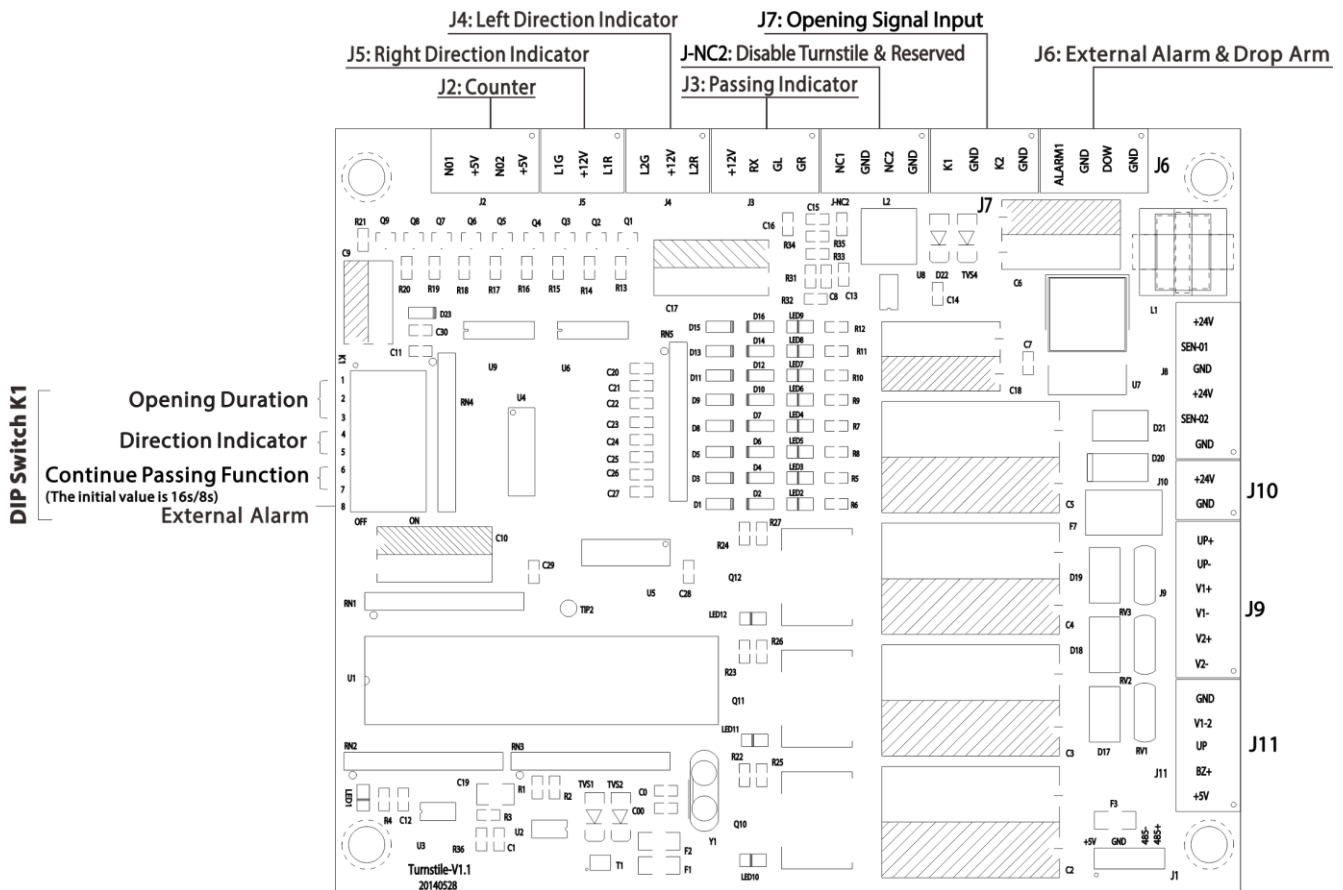 J4: Left Direction Indicator
J7: Opening Signal Input
J5: Right Direction Indicator
J-NC2: Disable Turnstile & Reserved
J6: External Alarm & Drop Arm
J2: Counter
J3: Passing Indicator
N01 +5V N02 +5V
L1G +12V L1R
L2G +12V L2R
+12V RX GL GR
NC1 GND NC2 GND
K1 GND K2 GND
ALARM1 GND DOW GND
J6
J2 J5 J4 J3 J-NC2 L2 J7
R21 Q9 Q8 Q7 Q6 Q5 Q4 Q3 Q2 Q1
C16 C15 R34 R35 R33
C9
R20 R19 R18 R17 R16 R15 R14 R13
R31 C8 C13 R32
U8 D22 TVS4 C14 C6 L1
D23 C30 C11
C17
U9 U6 RN5
K1
RN4 U4
D15 D16 LED9 R12
D13 D14 LED8 R11
D11 D12 LED7 R10
D9 D10 LED6 R9
D8 D7 LED4 R7
D5 D6 LED5 R8
D3 D4 LED3 R5
D1 D2 LED2 R6
C20
C21
C22
C23
C24
C25
C26
C27
C7 C18 U7
+24V
SEN-01
GND
J8
+24V
SEN-02
GND
D21
D20
J10
DIP Switch K1
1
Opening Duration
2
3
Direction Indicator
4
5
Continue Passing Function
6
(The initial value is 16s/8s)
7
External Alarm
8
OFF ON
C10
+24V
GND
J10
C5 F7
R24 R27
Q12
C29 U5 C28
RN1 TIP2
LED12
UP+
UP-
V1+
V1-
V2+
V2-
J9
D19 J9
RV3
C4
D18
RV2
R23 R26
U1
Q11
LED11
C3 D17 RV1
GND
V1-2
UP
BZ+
+5V
J11
J11
RN2 RN3
R22 R25
LED1 R4 C12 C19 R1 R2 TVS1 TVS2 C0 C00
R3
U3 R36 C1 U2 T1 F2 F1 Y1
Q10
LED10
C2
F3
+5V GND 485- 485+
J1
Turnstile-V1.1
20140528